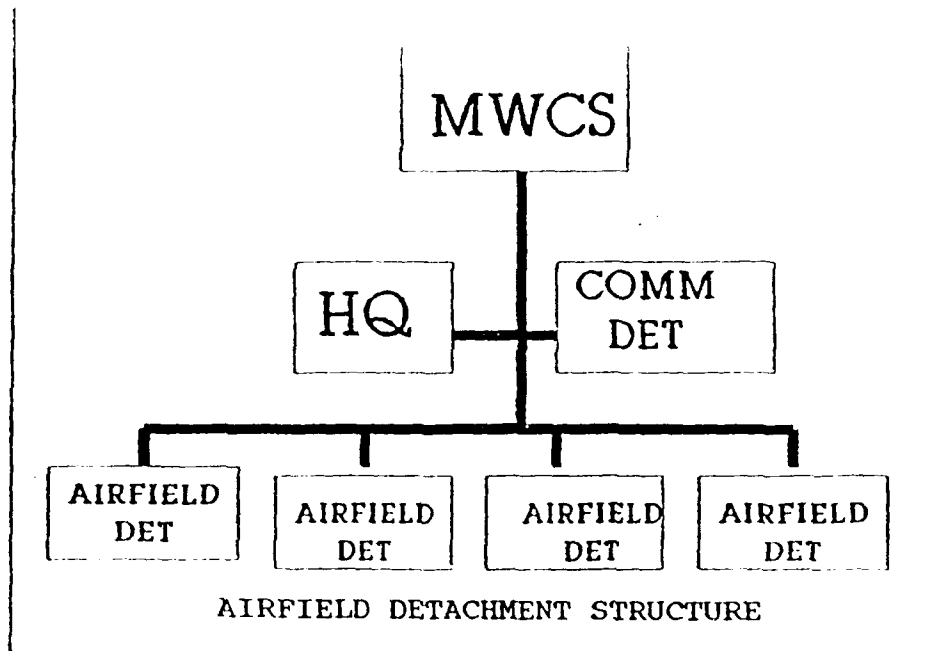 MWCS
HQ
COMM
DET
AIRFIELD
DET
AIRFIELD
DET
AIRFIELD
DET
AIRFIELD
DET
AIRFIELD DETACHMENT STRUCTURE